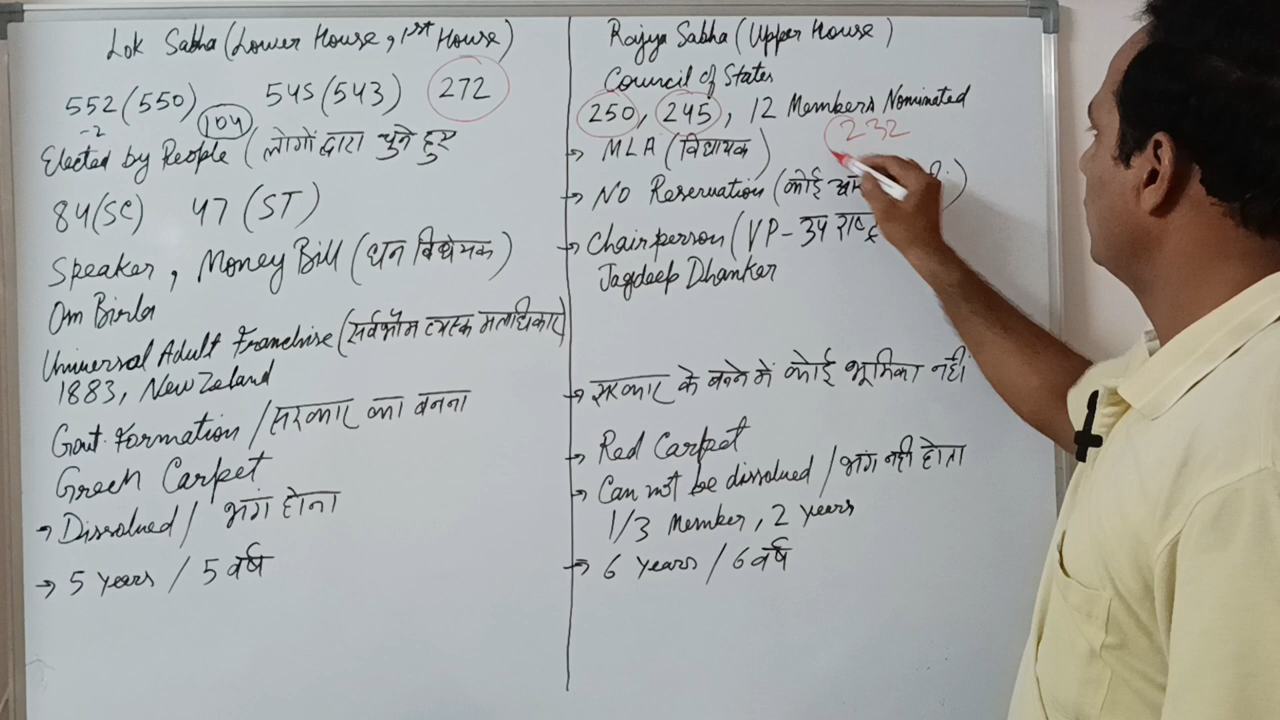 Lok Sabha (Lower House, 1st House)
552 (550) 545 (543) 272
-2 104
Elected by People (लोगों द्वारा चुने हुए
84 (SC) 47 (ST)
Speaker, Money Bill (धन विधेयक)
Om Birla
Universal Adult Franchise (सर्वभौम व्यस्क मताधिकार)
1883, New Zeland
Govt. Formation / सरकार का बनना
Green Carpet
→ Dissolved / भंग होना
→ 5 years / 5 वर्ष
Rajya Sabha (Upper House)
Council of States
250, 245, 12 Members Nominated
232
→ MLA (विधायक)
→ No Reservation (कोई
→ Chairperson (VP - उप राष्ट्र
Jagdeep Dhanker
→ सरकार के बनने में कोई भूमिका नहीं
→ Red Carpet
→ Can not be dissolved / भंग नही होता
1/3 Member, 2 years
→ 6 years / 6 वर्ष